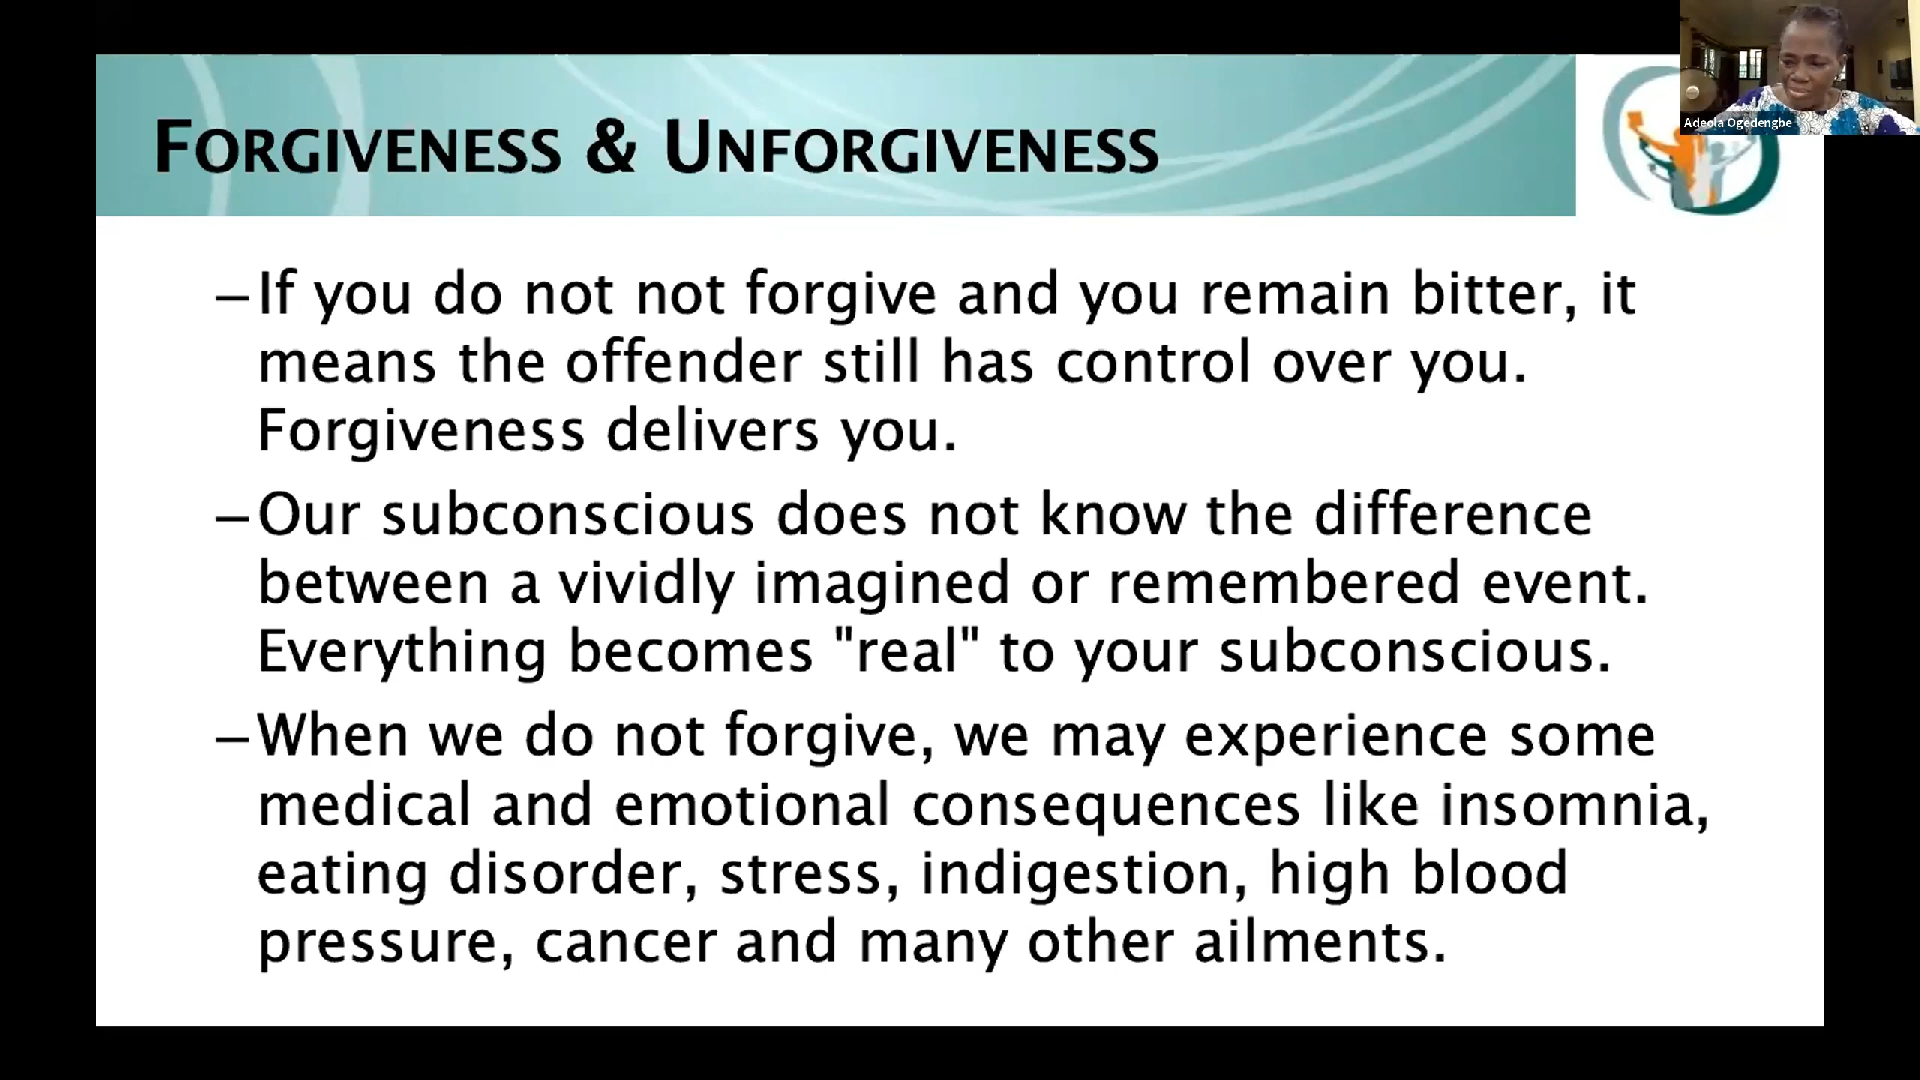 FORGIVENESS & UNFORGIVENESS
Adeola Ogedengbe
–If you do not not forgive and you remain bitter, it
means the offender still has control over you.
Forgiveness delivers you.
–Our subconscious does not know the difference
between a vividly imagined or remembered event.
Everything becomes "real" to your subconscious.
–When we do not forgive, we may experience some
medical and emotional consequences like insomnia,
eating disorder, stress, indigestion, high blood
pressure, cancer and many other ailments.